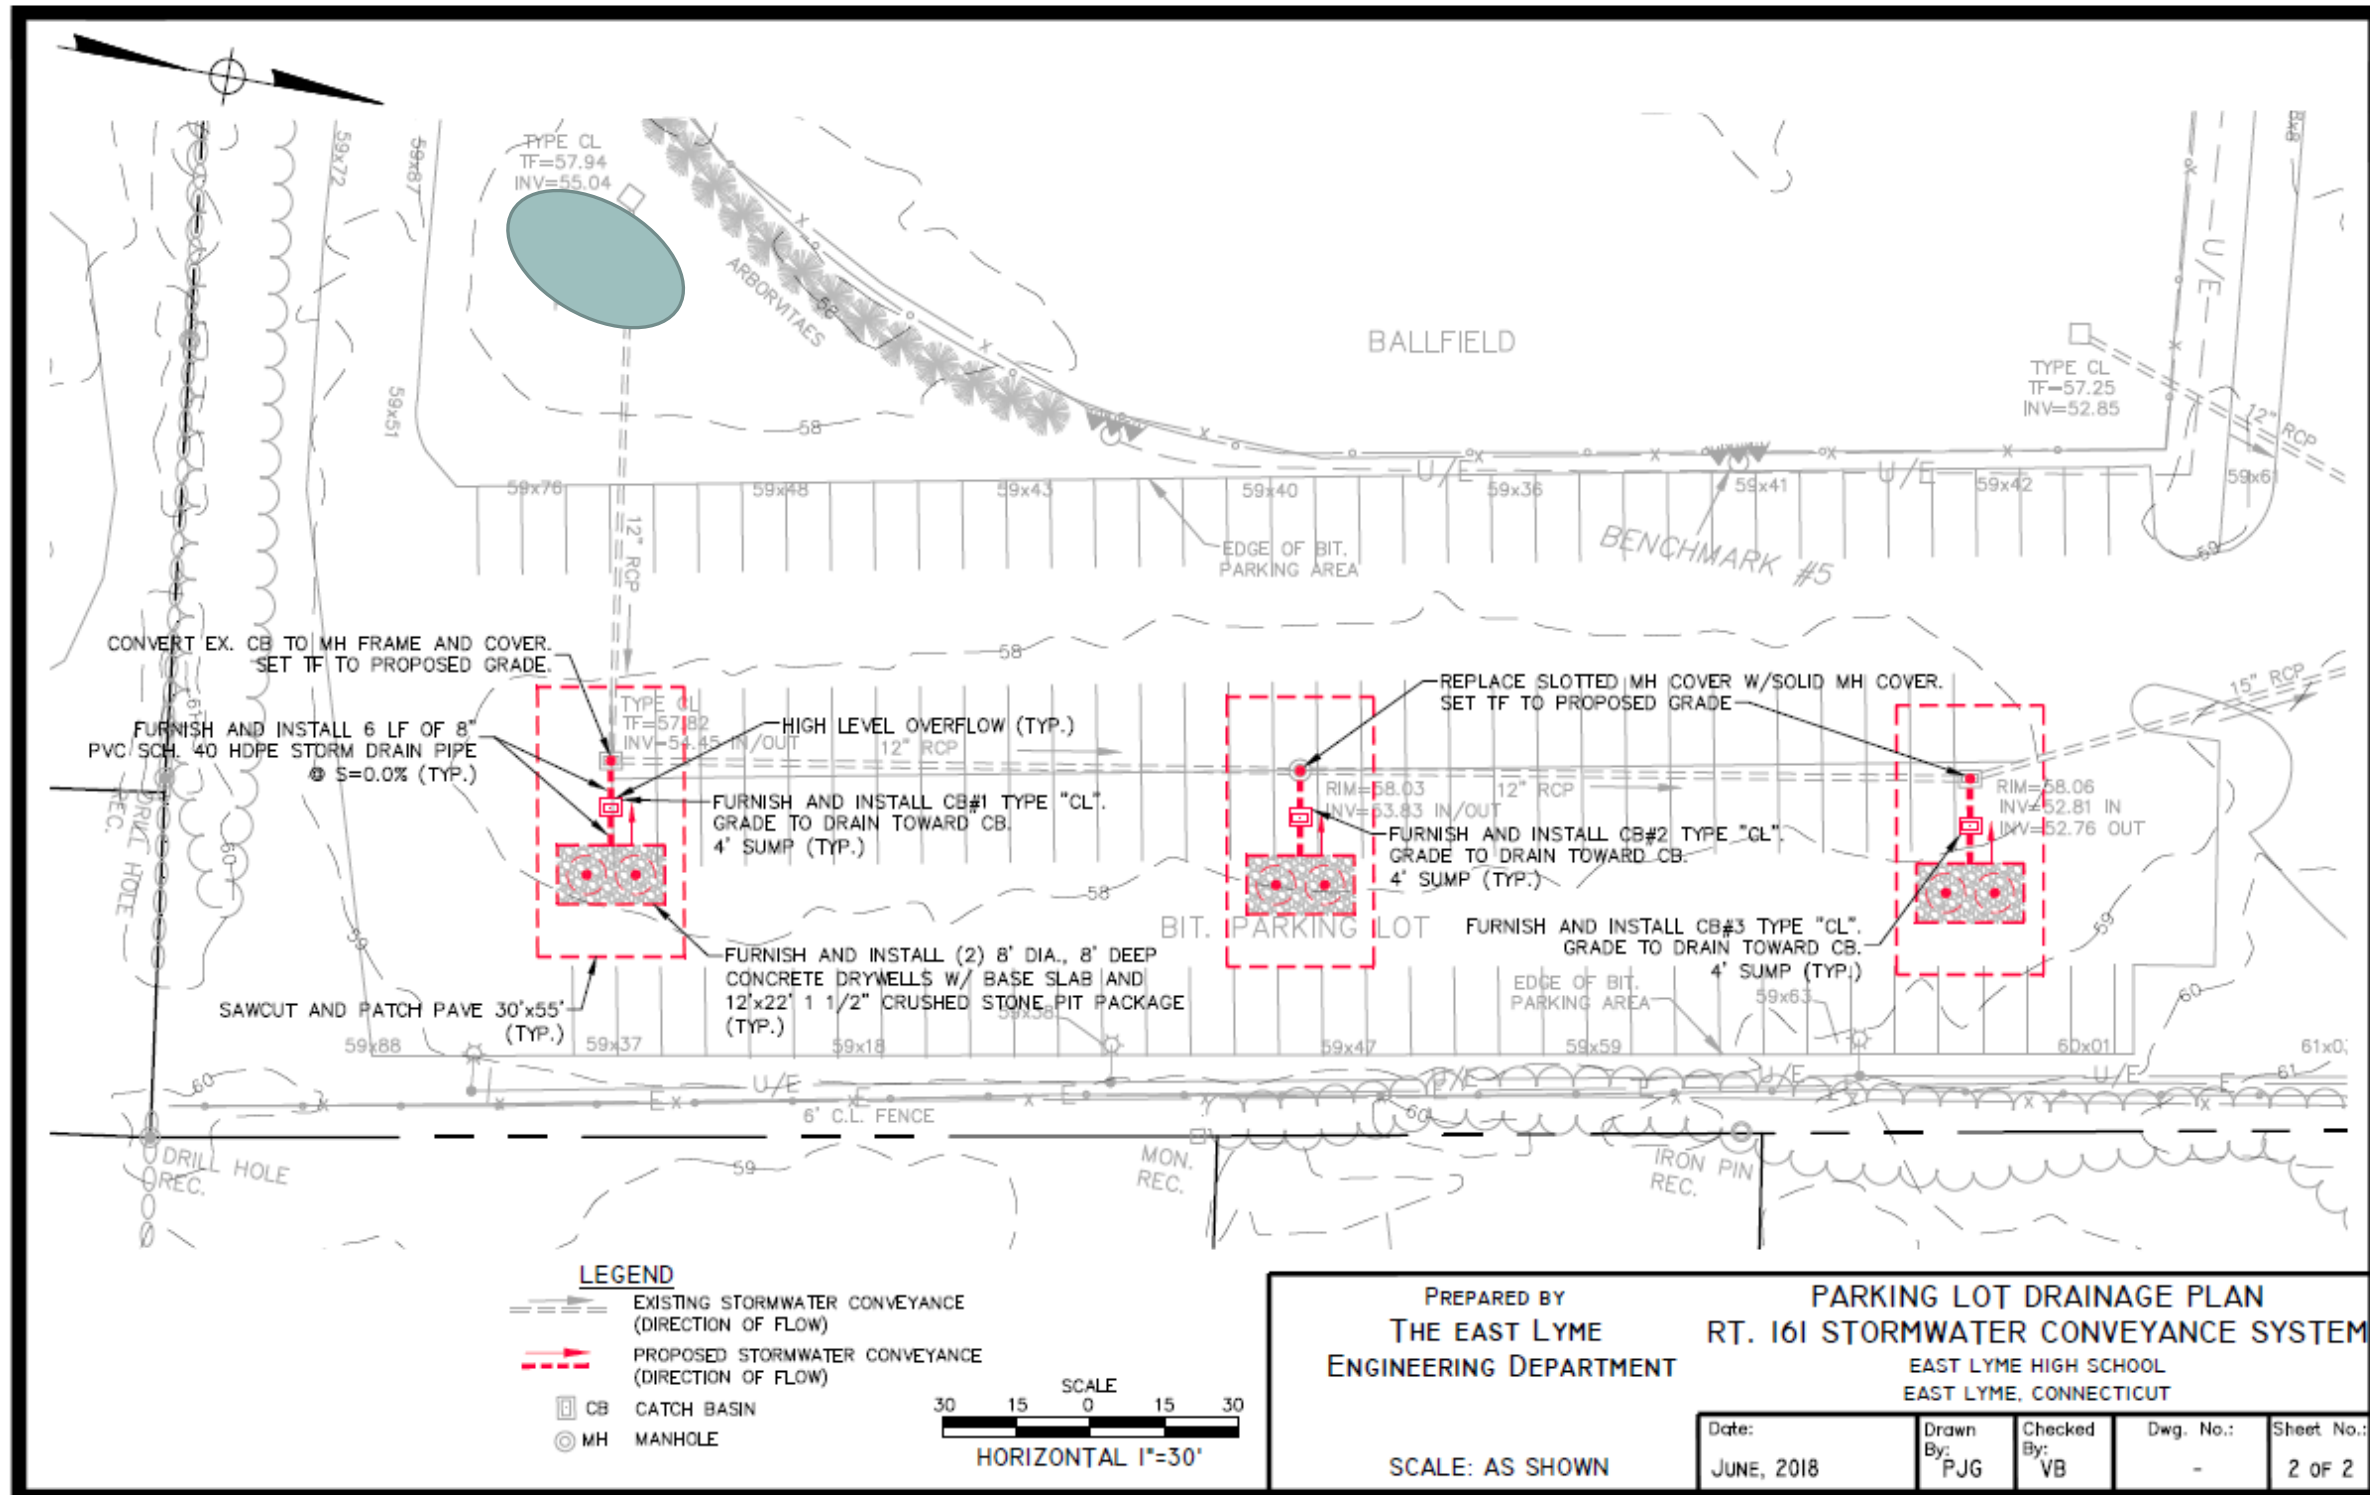 TYPE CL
TF=57.94
INV=55.04
59x72
59x87
8x8
ARBORVITAES
58
BALLFIELD
U/E
TYPE CL
TF=57.25
INV=52.85
12" RCP
59x51
58
59x76
59x48
59x43
59x40
U/E
59x36
59x41
U/E
59x42
59x61
12" RCP
EDGE OF BIT.
PARKING AREA
BENCHMARK #5
59
CONVERT EX. CB TO MH FRAME AND COVER.
SET TF TO PROPOSED GRADE.
58
REPLACE SLOTTED MH COVER W/SOLID MH COVER.
SET TF TO PROPOSED GRADE
15" RCP
61
TYPE CL
TF=57.82
INV=54.45 IN/OUT
FURNISH AND INSTALL 6 LF OF 8"
PVC SCH. 40 HDPE STORM DRAIN PIPE
@ S=0.0% (TYP.)
HIGH LEVEL OVERFLOW (TYP.)
12" RCP
12" RCP
RIM=58.03
INV=53.83 IN/OUT
RIM=58.06
INV=52.81 IN
INV=52.76 OUT
DRILL HOLE
REC.
60
FURNISH AND INSTALL CB#1 TYPE "CL".
GRADE TO DRAIN TOWARD CB.
4' SUMP (TYP.)
FURNISH AND INSTALL CB#2 TYPE "CL".
GRADE TO DRAIN TOWARD CB.
4' SUMP (TYP.)
58
BIT. PARKING LOT
FURNISH AND INSTALL CB#3 TYPE "CL".
GRADE TO DRAIN TOWARD CB.
4' SUMP (TYP.)
59
59
FURNISH AND INSTALL (2) 8' DIA., 8' DEEP
CONCRETE DRYWELLS W/ BASE SLAB AND
12'x22' 1 1/2" CRUSHED STONE PIT PACKAGE
(TYP.)
SAWCUT AND PATCH PAVE 30'x55'
(TYP.)
EDGE OF BIT.
PARKING AREA
59x63
60
59x38
59x88
59x37
59x18
59x47
59x59
60x01
61x0
60
U/E
U/E
U/E
U/E
61
E
E
E
E
E
6' C.L. FENCE
60
DRILL HOLE
REC.
59
MON.
REC.
IRON PIN
REC.
LEGEND
EXISTING STORMWATER CONVEYANCE
(DIRECTION OF FLOW)
PROPOSED STORMWATER CONVEYANCE
(DIRECTION OF FLOW)
CB CATCH BASIN
MH MANHOLE
SCALE
30 15 0 15 30
HORIZONTAL 1"=30'
PREPARED BY
THE EAST LYME
ENGINEERING DEPARTMENT
SCALE: AS SHOWN
PARKING LOT DRAINAGE PLAN
RT. 161 STORMWATER CONVEYANCE SYSTEM
EAST LYME HIGH SCHOOL
EAST LYME, CONNECTICUT
Date:
JUNE, 2018
Drawn
By:
PJG
Checked
By:
VB
Dwg. No.:
-
Sheet No.:
2 OF 2